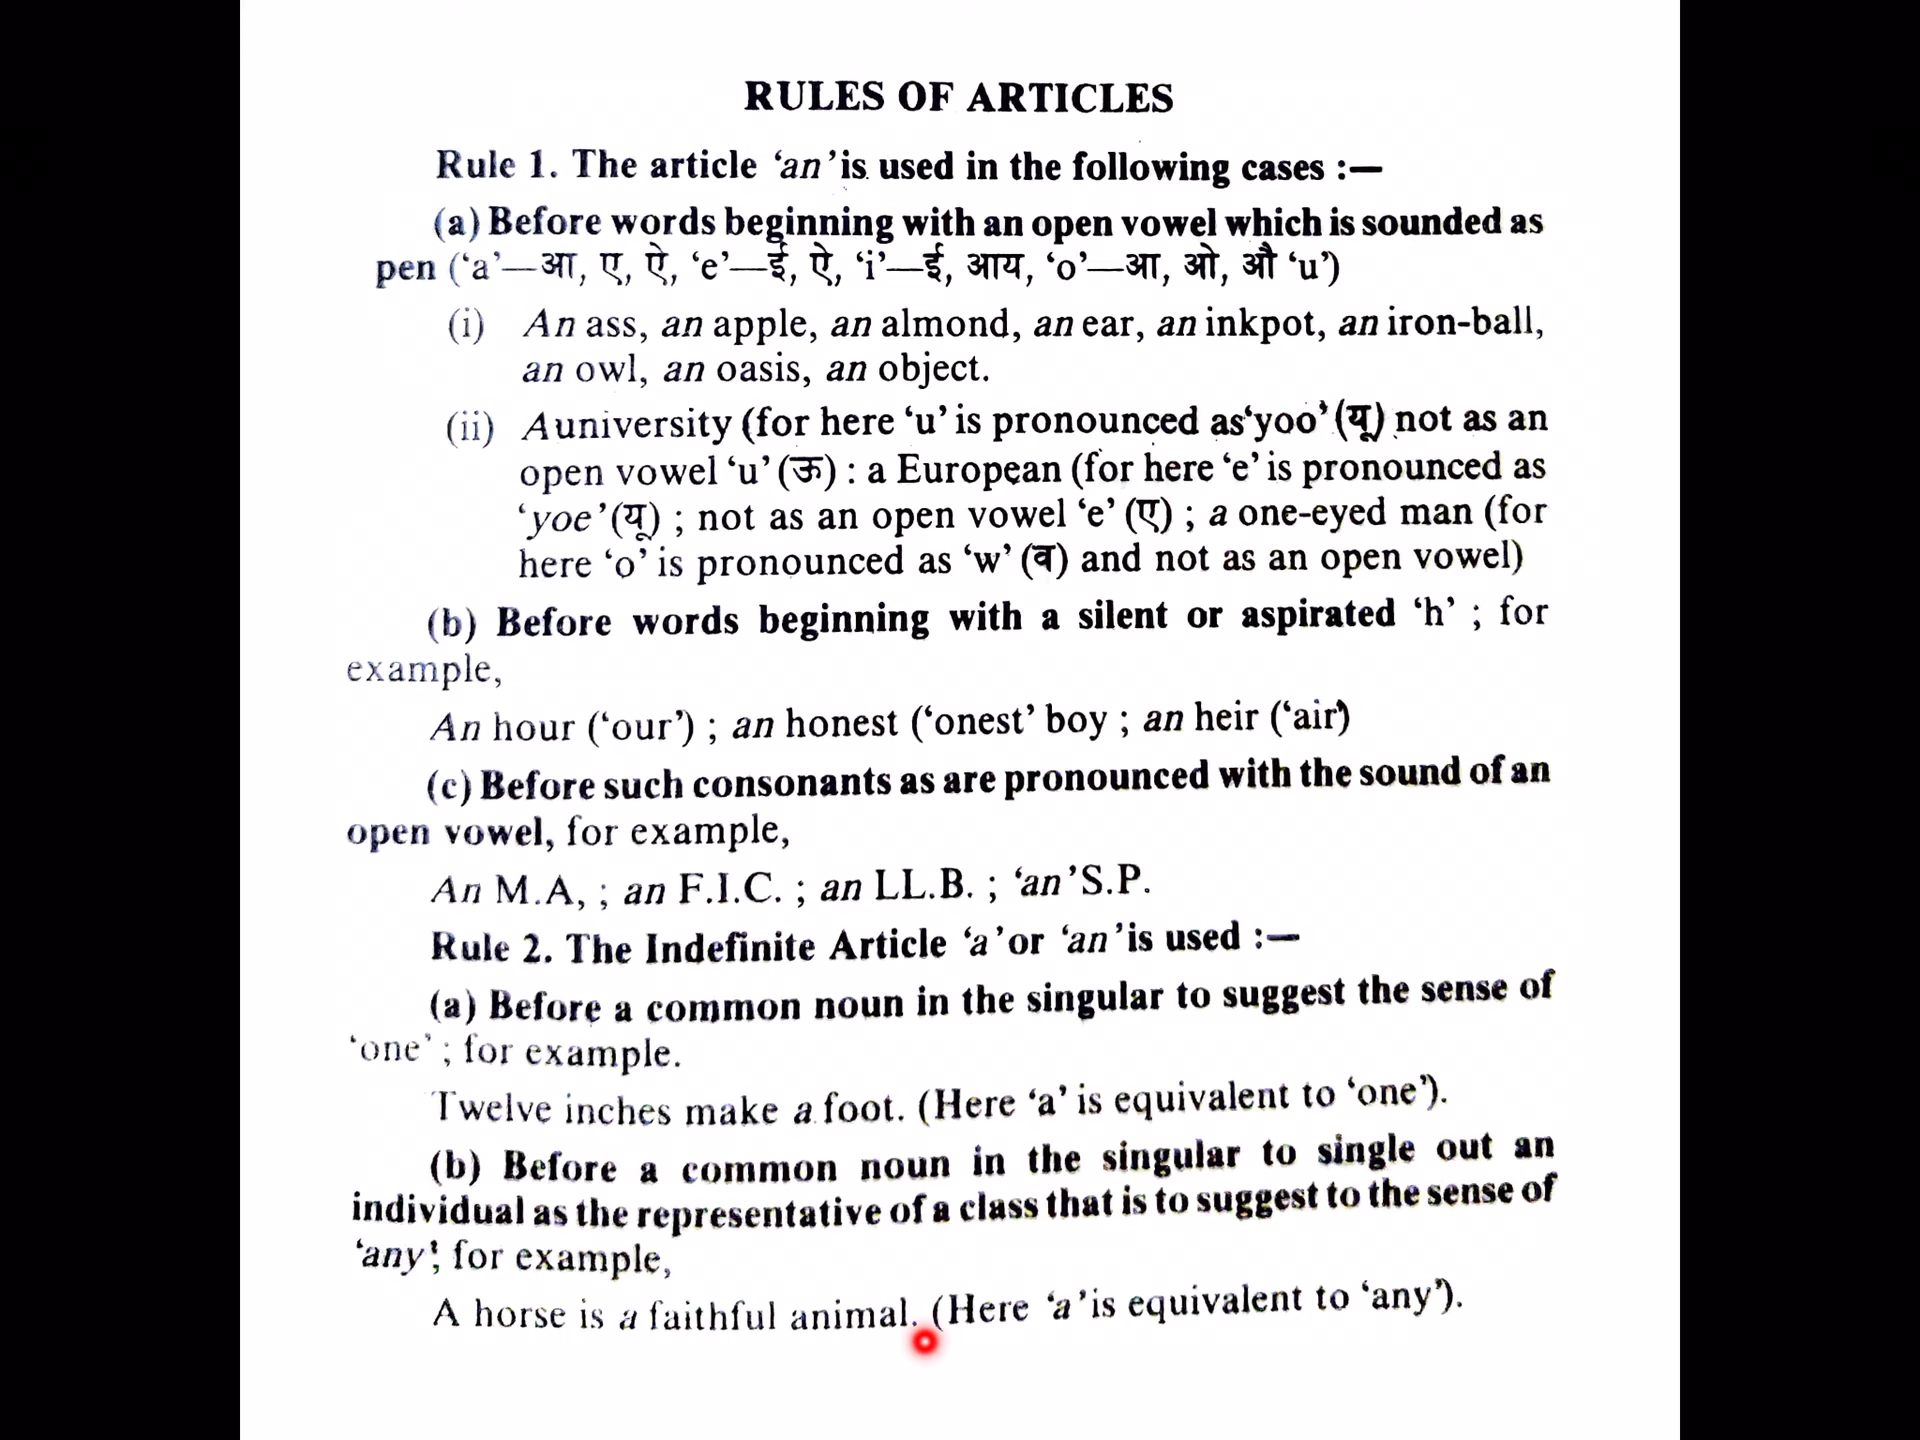 RULES OF ARTICLES
Rule 1. The article ‘an’ is used in the following cases :—
(a) Before words beginning with an open vowel which is sounded as
pen (‘a’—आ, ए, ऐ, ‘e’—ई, ऐ, ‘i’—ई, आय, ‘o’—आ, ओ, औ ‘u’)
(i) An ass, an apple, an almond, an ear, an inkpot, an iron-ball,
an owl, an oasis, an object.
(ii) A university (for here ‘u’ is pronounced as ‘yoo’ (यू) not as an
open vowel ‘u’ (ऊ) : a European (for here ‘e’ is pronounced as
‘yoe’ (यू) ; not as an open vowel ‘e’ (ए) ; a one-eyed man (for
here ‘o’ is pronounced as ‘w’ (व) and not as an open vowel)
(b) Before words beginning with a silent or aspirated ‘h’ ; for
example,
An hour (‘our’) ; an honest (‘onest’ boy ; an heir (‘air’)
(c) Before such consonants as are pronounced with the sound of an
open vowel, for example,
An M.A, ; an F.I.C. ; an LL.B. ; ‘an’ S.P.
Rule 2. The Indefinite Article ‘a’ or ‘an’ is used :—
(a) Before a common noun in the singular to suggest the sense of
‘one’ ; for example.
Twelve inches make a foot. (Here ‘a’ is equivalent to ‘one’).
(b) Before a common noun in the singular to single out an
individual as the representative of a class that is to suggest to the sense of
‘any’; for example,
A horse is a faithful animal. (Here ‘a’ is equivalent to ‘any’).